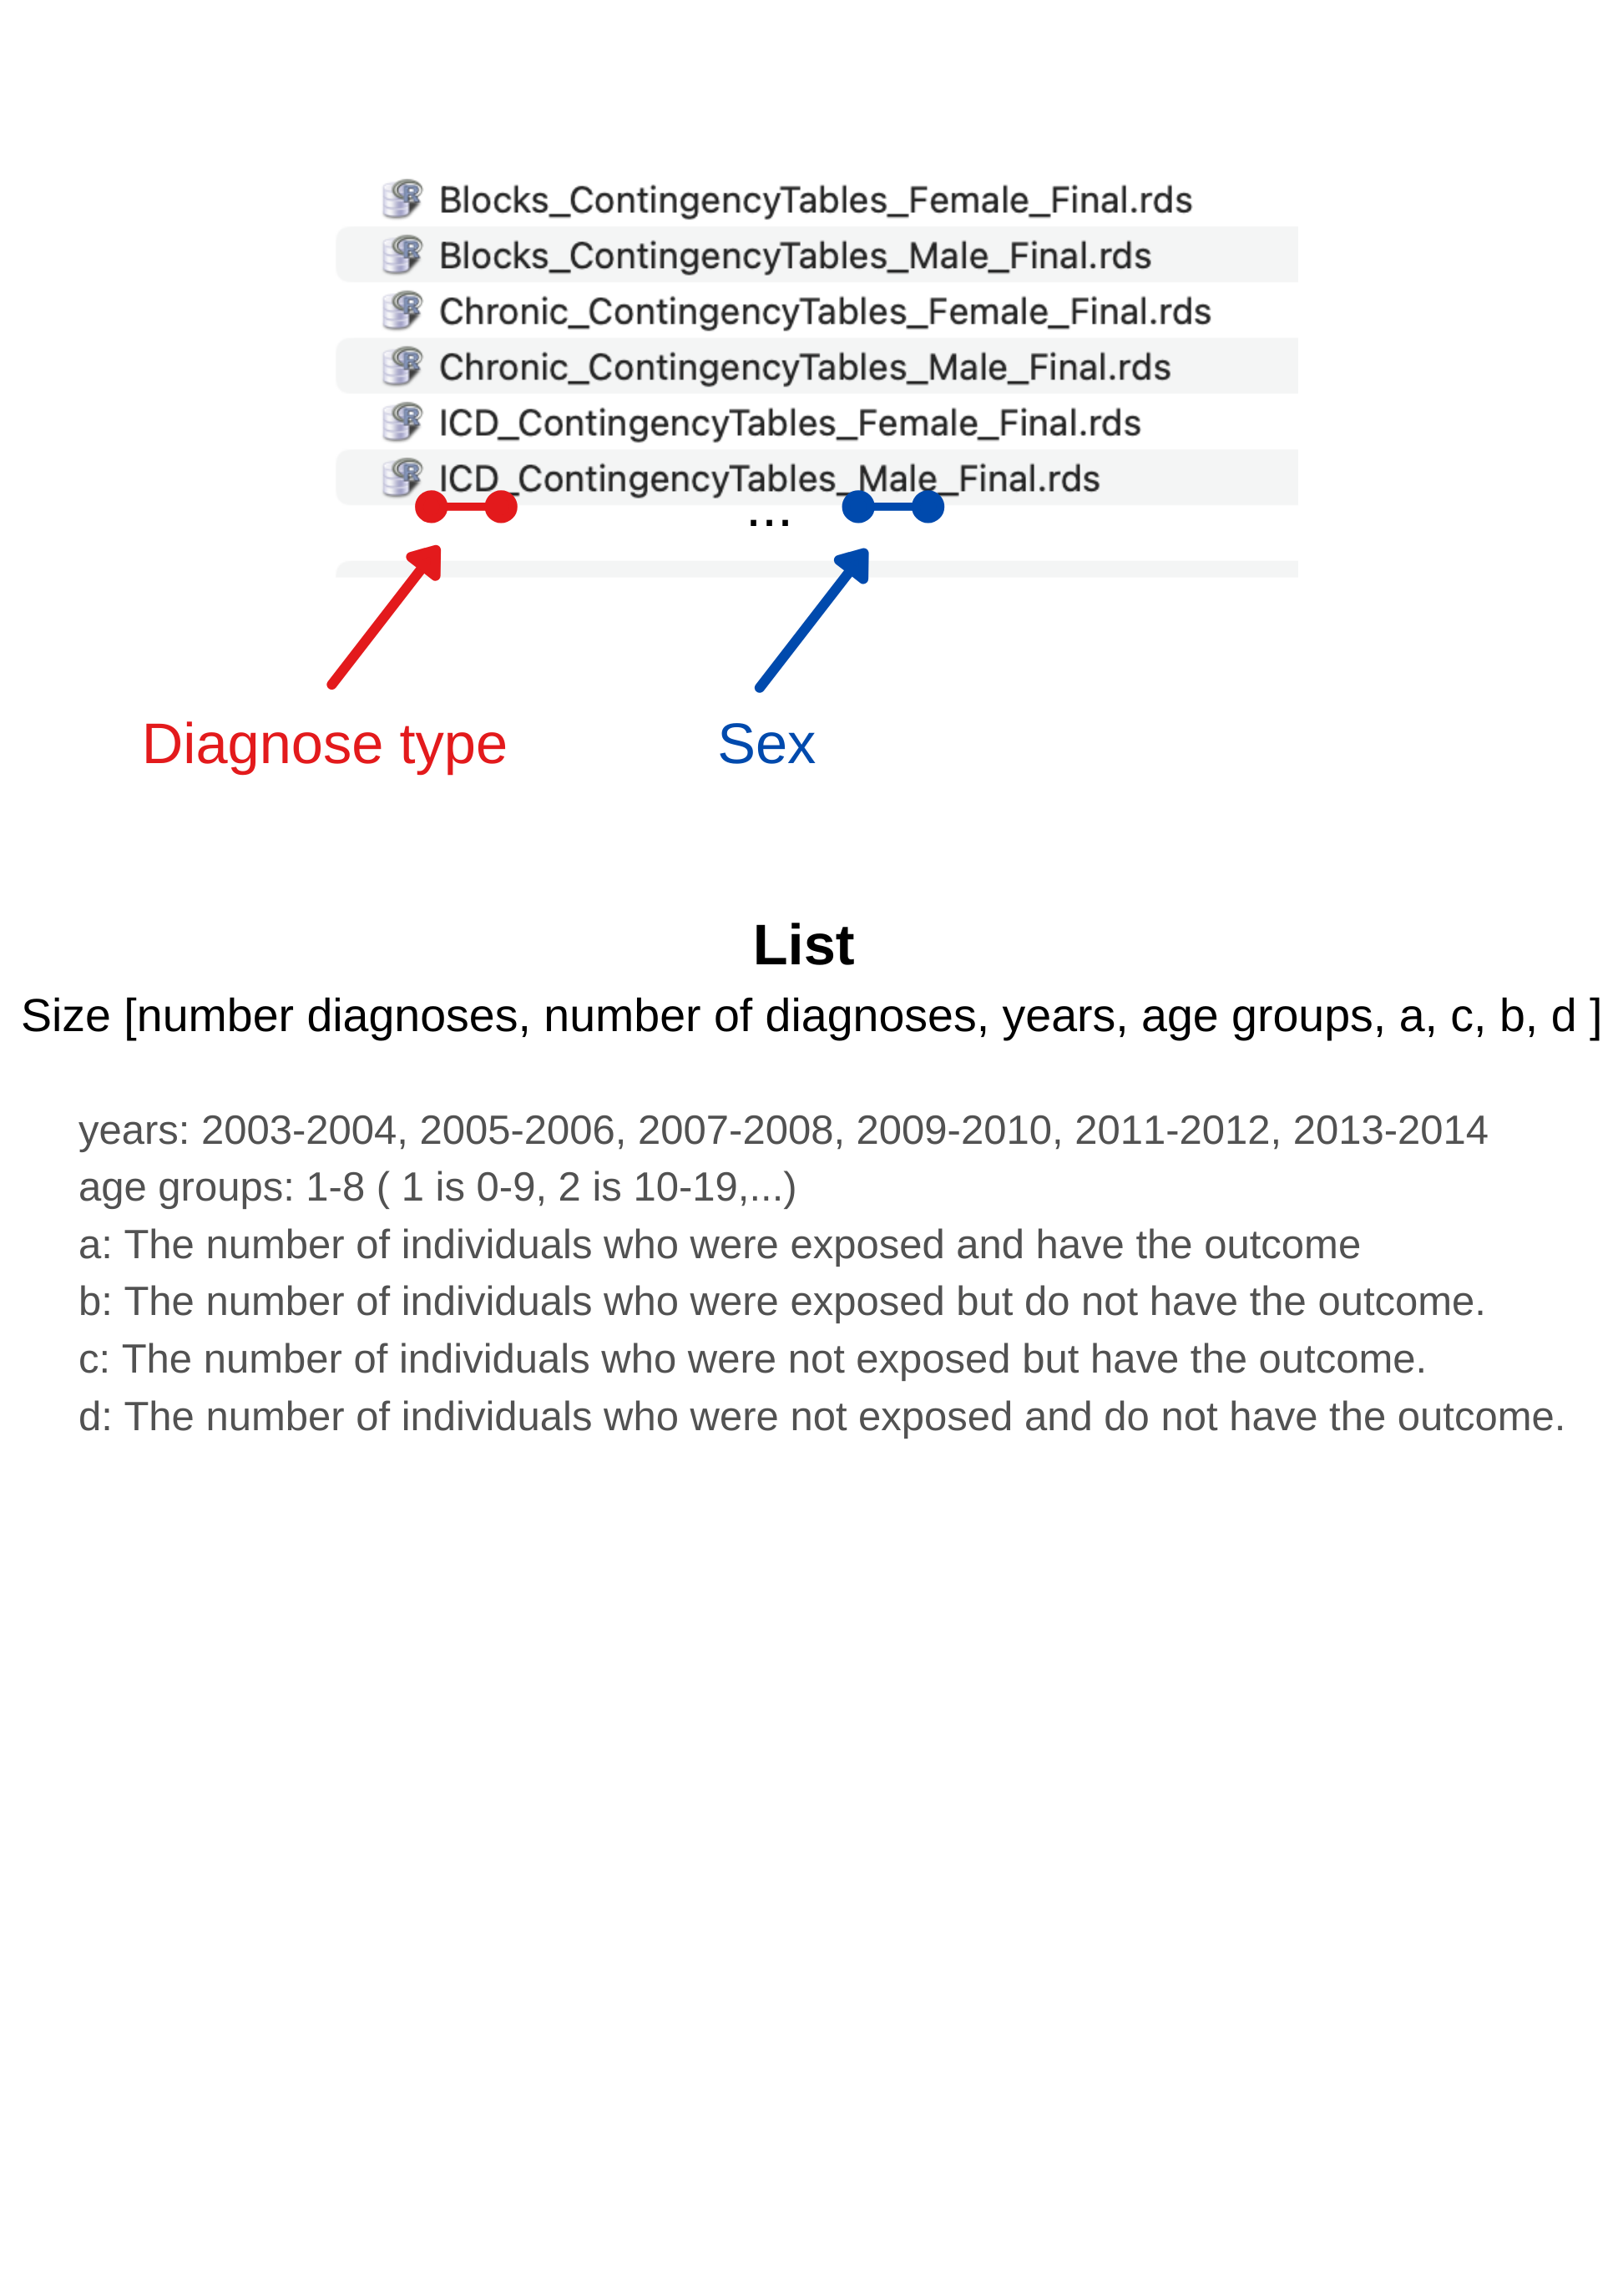 Blocks_ContingencyTables_Female_Final.rds
Blocks_ContingencyTables_Male_Final.rds
Chronic_ContingencyTables_Female_Final.rds
Chronic_ContingencyTables_Male_Final.rds
ICD_ContingencyTables_Female_Final.rds
ICD_ContingencyTables_Male_Final.rds
...
Diagnose type
Sex
List
Size [number diagnoses, number of diagnoses, years, age groups, a, c, b, d ]
years: 2003-2004, 2005-2006, 2007-2008, 2009-2010, 2011-2012, 2013-2014
age groups: 1-8 ( 1 is 0-9, 2 is 10-19,...)
a: The number of individuals who were exposed and have the outcome
b: The number of individuals who were exposed but do not have the outcome.
c: The number of individuals who were not exposed but have the outcome.
d: The number of individuals who were not exposed and do not have the outcome.